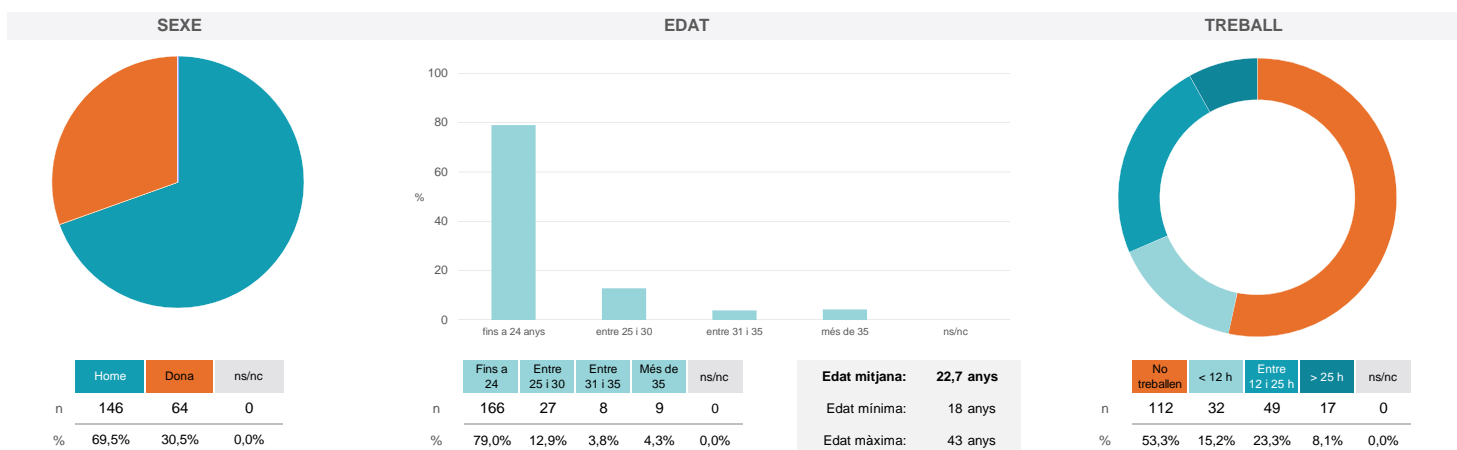 SEXE EDAT TREBALL
100
80
60
%
40
20
0
fins a 24 anys entre 25 i 30 entre 31 i 35 més de 35 ns/nc
Home Dona ns/nc
n 146 64 0
% 69,5% 30,5% 0,0%
Fins a 24 Entre 25 i 30 Entre 31 i 35 Més de 35 ns/nc
n 166 27 8 9 0
% 79,0% 12,9% 3,8% 4,3% 0,0%
Edat mitjana: 22,7 anys
Edat mínima: 18 anys
Edat màxima: 43 anys
No treballen < 12 h Entre 12 i 25 h > 25 h ns/nc
n 112 32 49 17 0
% 53,3% 15,2% 23,3% 8,1% 0,0%